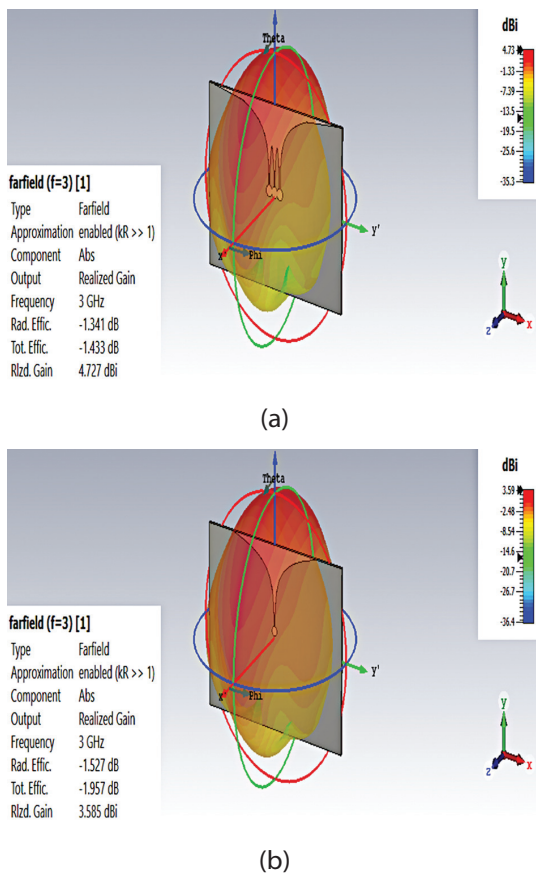 Theta
dBi
4.73
-1.33
-7.39
-13.5
-19.5
-25.6
-35.3
farfield (f=3) [1]
Type Farfield
Approximation enabled (kR >> 1)
Component Abs
Output Realized Gain
Frequency 3 GHz
Rad. Effic. -1.341 dB
Tot. Effic. -1.433 dB
Rlzd. Gain 4.727 dBi
y'
x Phi
y
z x
(a)
Theta
dBi
3.59
-2.48
-8.54
-14.6
-20.7
-26.7
-36.4
farfield (f=3) [1]
Type Farfield
Approximation enabled (kR >> 1)
Component Abs
Output Realized Gain
Frequency 3 GHz
Rad. Effic. -1.527 dB
Tot. Effic. -1.957 dB
Rlzd. Gain 3.585 dBi
y'
x Phi
y
z x
(b)